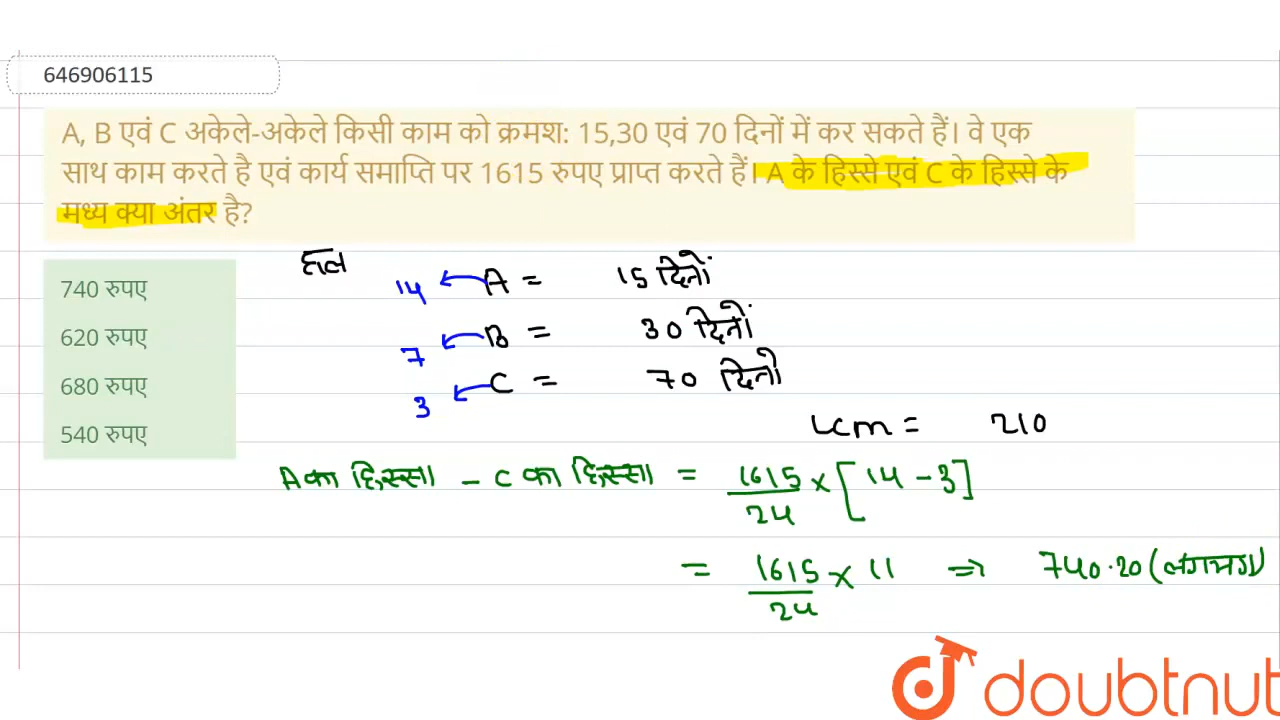 646906115
A, B एवं C अकेले-अकेले किसी काम को क्रमश: 15,30 एवं 70 दिनों में कर सकते हैं। वे एक
साथ काम करते है एवं कार्य समाप्ति पर 1615 रुपए प्राप्त करते हैं। A के हिस्से एवं C के हिस्से के
मध्य क्या अंतर है?
740 रुपए
620 रुपए
680 रुपए
540 रुपए
हल
14 A = 15 दिनों
7 B = 30 दिनों
3 C = 70 दिनों
LCM = 210
A का हिस्सा - C का हिस्सा = 1615/24 × [14 - 3]
= 1615/24 × 11 ⇒ 740.20 (लगभग)
doubtnut